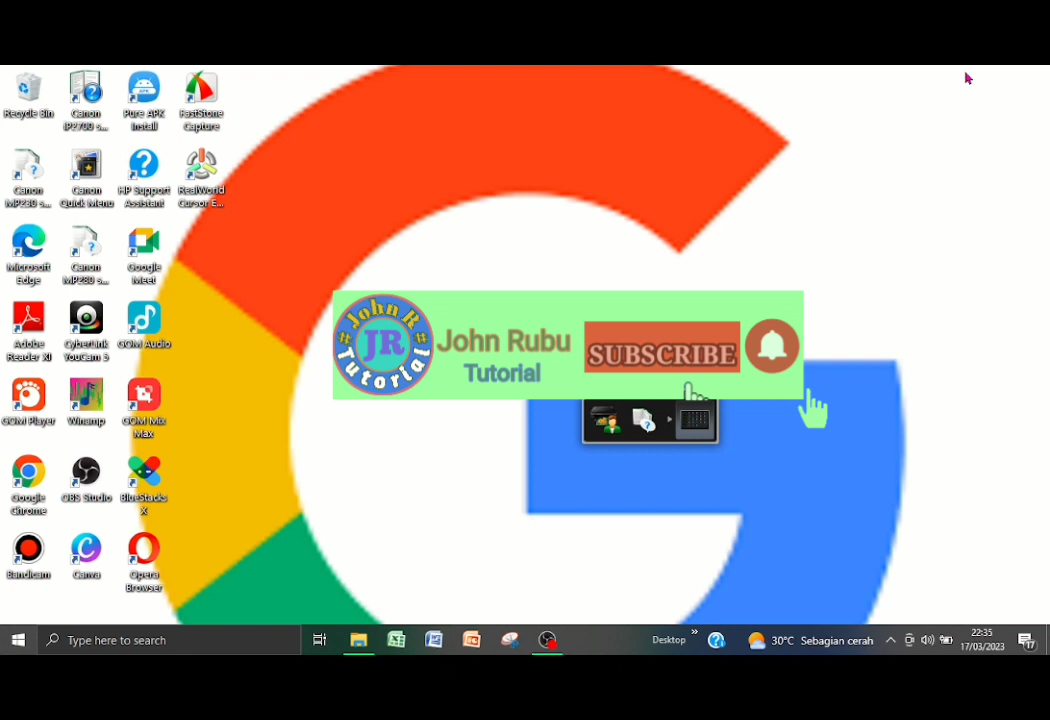 Recycle Bin
Canon
iP2700 s...
Pure APK
Install
FastStone
Capture
Canon
MP230 s...
Canon
Quick Menu
HP Support
Assistant
RealWorld
Cursor E...
Microsoft
Edge
Canon
MP280 s...
Google
Meet
Adobe
Reader XI
CyberLink
YouCam 5
GOM Audio
GOM Player
Winamp
GOM Mix
Max
Google
Chrome
OBS Studio
BlueStacks
X
Bandicam
Canva
Opera
Browser
John R
JR
# Tutorial #
John Rubu
Tutorial
SUBSCRIBE
Type here to search
Desktop
30°C Sebagian cerah
22:35
17/03/2023
17